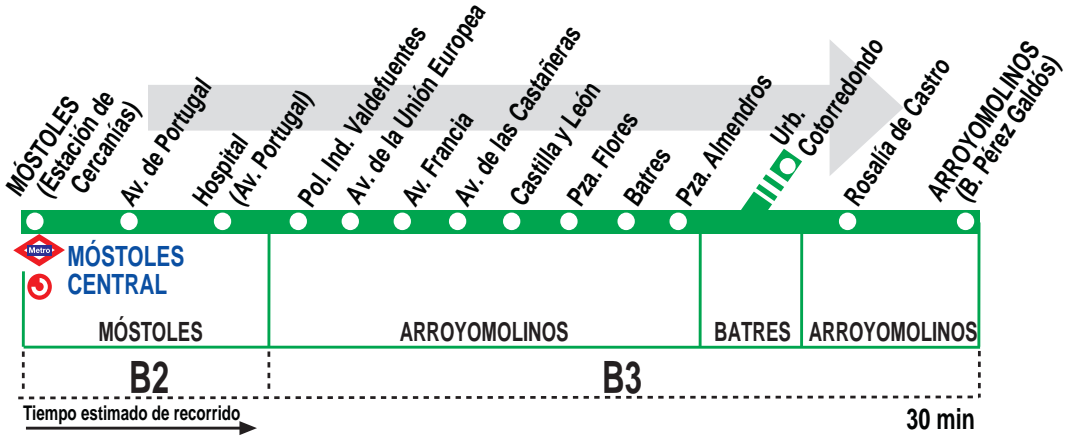 MÓSTOLES
(Estación de
Cercanías)
Av. de Portugal
Hospital
(Av. Portugal)
Pol. Ind. Valdefuentes
Av. de la Unión Europea
Av. Francia
Av. de las Castañeras
Castilla y León
Pza. Flores
Batres
Pza. Almendros
Urb.
Cotorredondo
Rosalía de Castro
ARROYOMOLINOS
(B. Pérez Galdós)
Metro
MÓSTOLES
CENTRAL
MÓSTOLES
ARROYOMOLINOS
BATRES
ARROYOMOLINOS
B2
B3
Tiempo estimado de recorrido
30 min